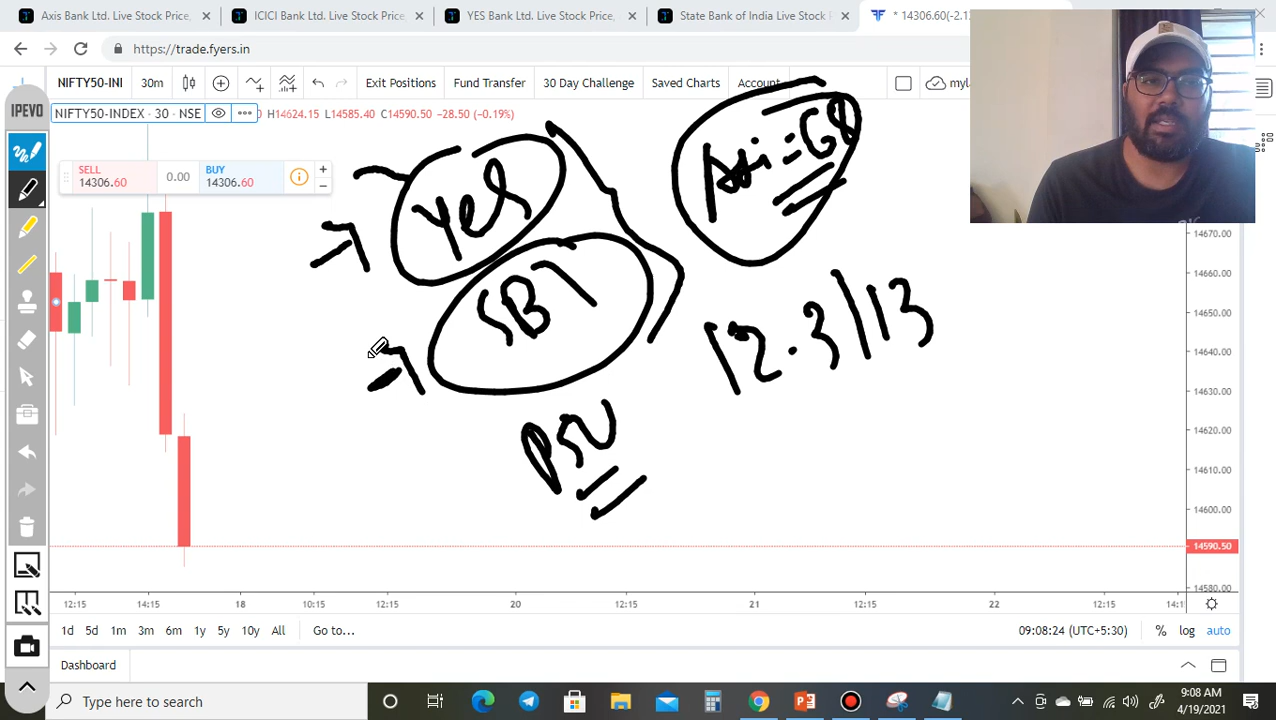 Axis Bank Ltd. Live Stock Price, × ICICI Bank Ltd. Live Stock Price, × YES Bank Ltd. Live Stock Price, × State Bank of India Live Stock P ×
https://trade.fyers.in
IPEVO
NIFTY50-INI 30m Exit Positions Fund Transfer 30 Day Challenge Saved Charts Account
NIFTY50-INDEX · 30 · NSE H14624.15 L14585.40 C14590.50 -28.50 (-0.19%)
SELL 14306.60 0.00 BUY 14306.60
Yes
SBI
PSU
12.3/13
14670.00
14660.00
14650.00
14640.00
14630.00
14620.00
14610.00
14600.00
14590.50
14580.00
12:15 14:15 18 10:15 12:15 20 12:15 21 12:15 22 12:15
1d 5d 1m 3m 6m 1y 5y 10y All Go to... 09:08:24 (UTC+5:30) % log auto
Dashboard
Type here to search
9:08 AM
4/19/2021